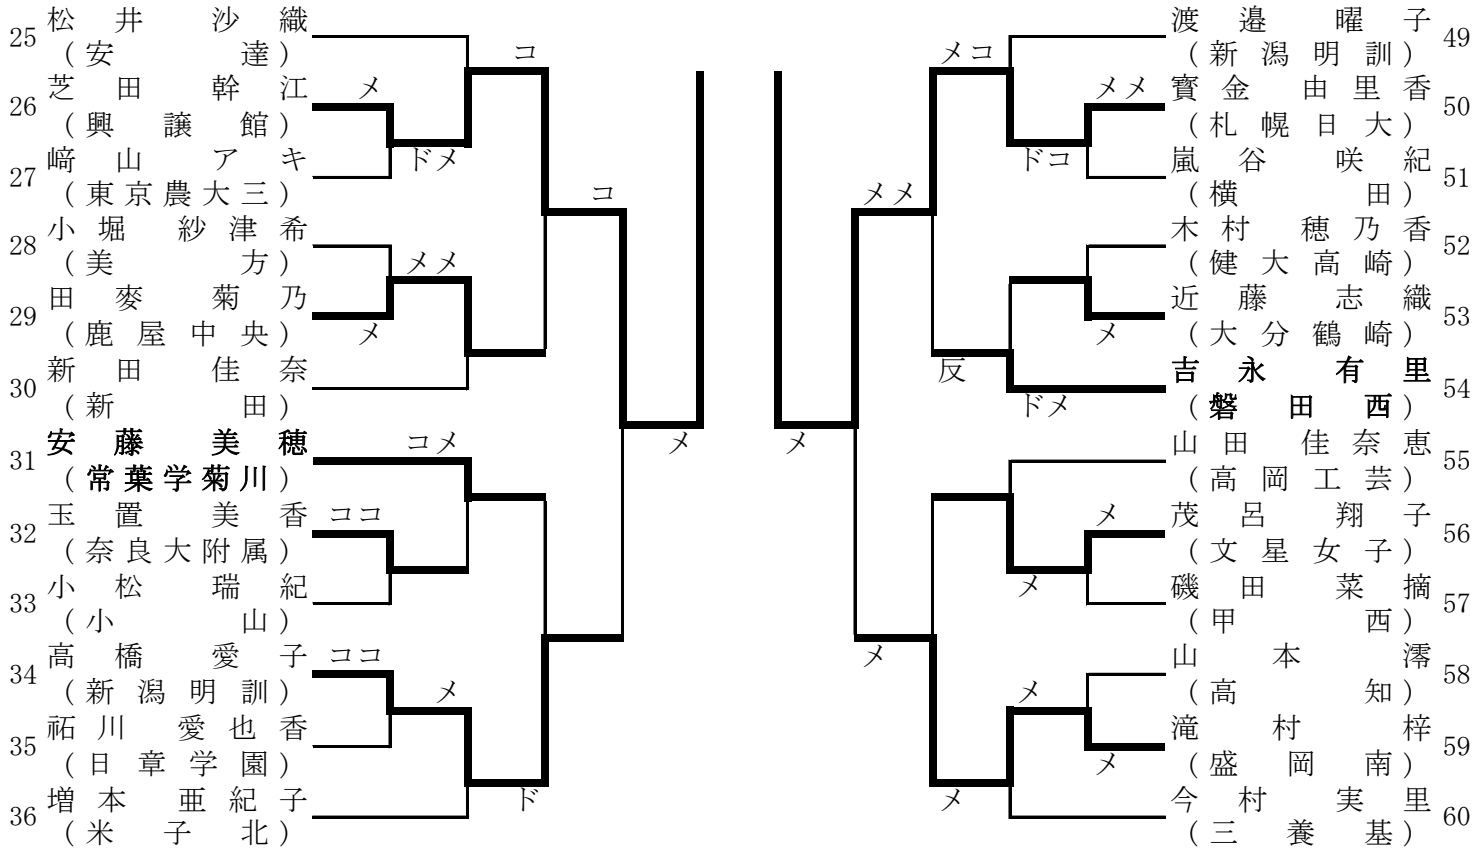 25 松井沙織
(安達)
コ
26 芝田幹江 メ
(興譲館)
ドメ
27 﨑山アキ
(東京農大三)
コ
28 小堀紗津希
(美方)
メメ
29 田麥菊乃
(鹿屋中央) メ
30 新田佳奈
(新田)
31 安藤美穂 コメ
(常葉学菊川)
メ
32 玉置美香 ココ
(奈良大附属)
33 小松瑞紀
(小山)
34 高橋愛子 ココ
(新潟明訓) メ
35 祏川愛也香
(日章学園)
ド
36 増本亜紀子
(米子北)
渡邉曜子 49
(新潟明訓)
メコ
メメ 寳金由里香 50
(札幌日大)
ドコ
嵐谷咲紀 51
(横田)
メメ
木村穂乃香 52
(健大高崎)
近藤志織 53
メ (大分鶴崎)
反
吉永有里 54
ドメ (磐田西)
メ
山田佳奈恵 55
(高岡工芸)
メ 茂呂翔子 56
(文星女子)
メ
磯田菜摘 57
(甲西)
メ
山本澪 58
メ (高知)
滝村梓 59
メ (盛岡南)
メ
今村実里 60
(三養基)